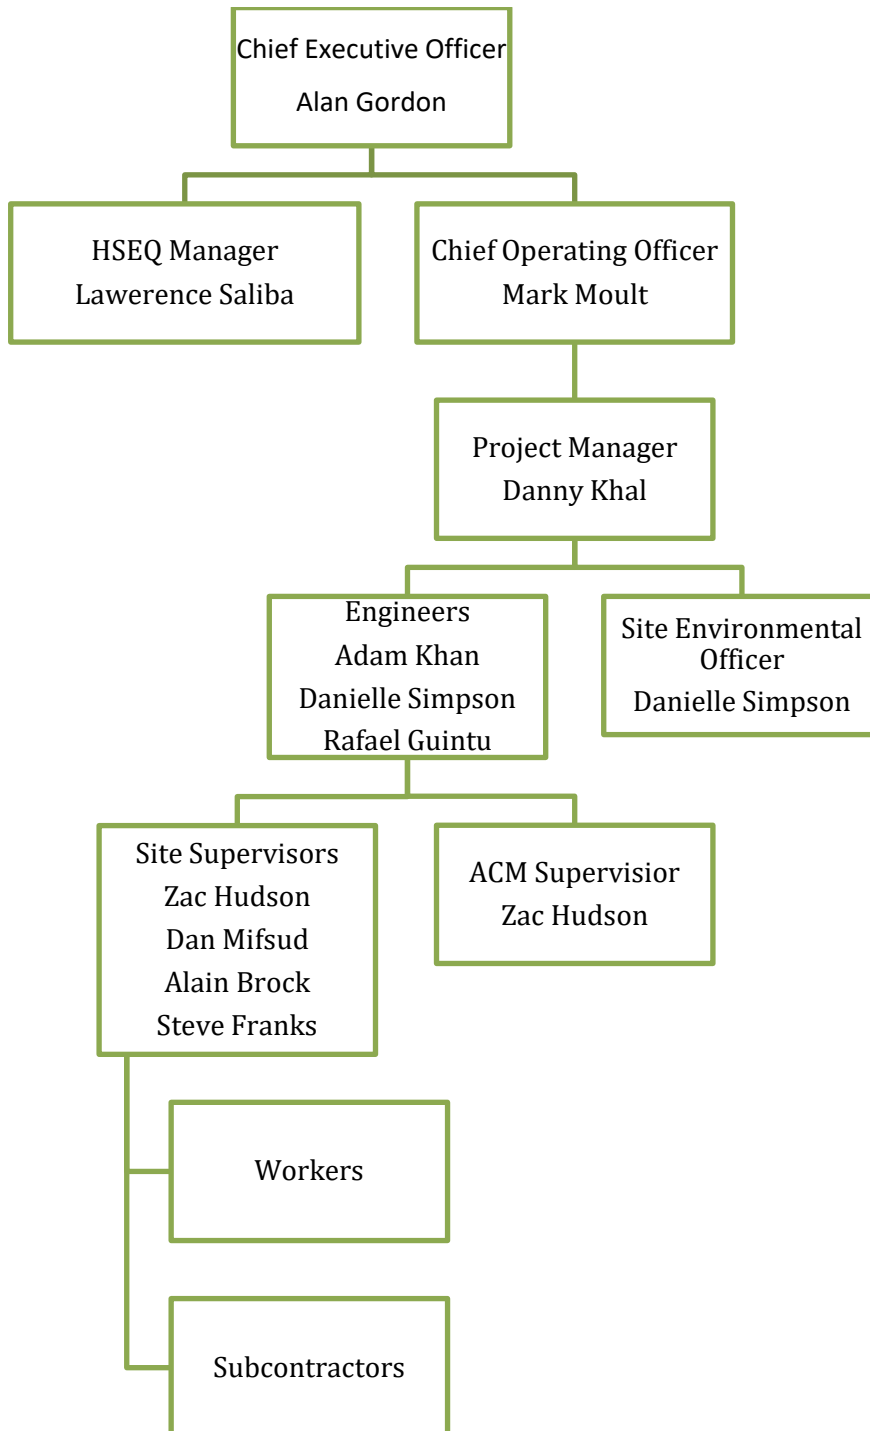 Chief Executive Officer
Alan Gordon
HSEQ Manager
Lawerence Saliba
Chief Operating Officer
Mark Moult
Project Manager
Danny Khal
Engineers
Adam Khan
Danielle Simpson
Rafael Guintu
Site Environmental
Officer
Danielle Simpson
Site Supervisors
Zac Hudson
Dan Mifsud
Alain Brock
Steve Franks
ACM Supervisior
Zac Hudson
Workers
Subcontractors